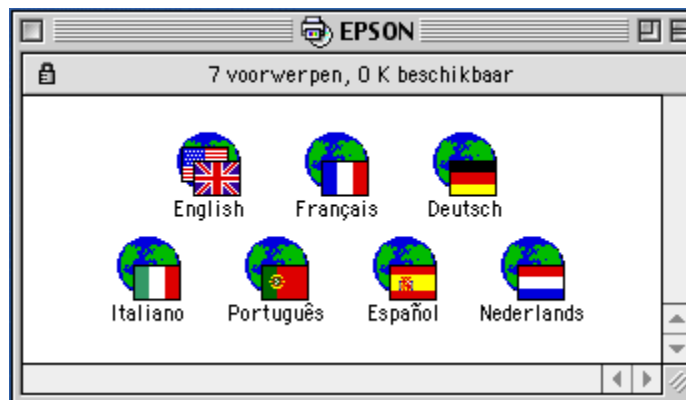 EPSON
7 voorwerpen, 0 K beschikbaar
English Français Deutsch
Italiano Português Español Nederlands